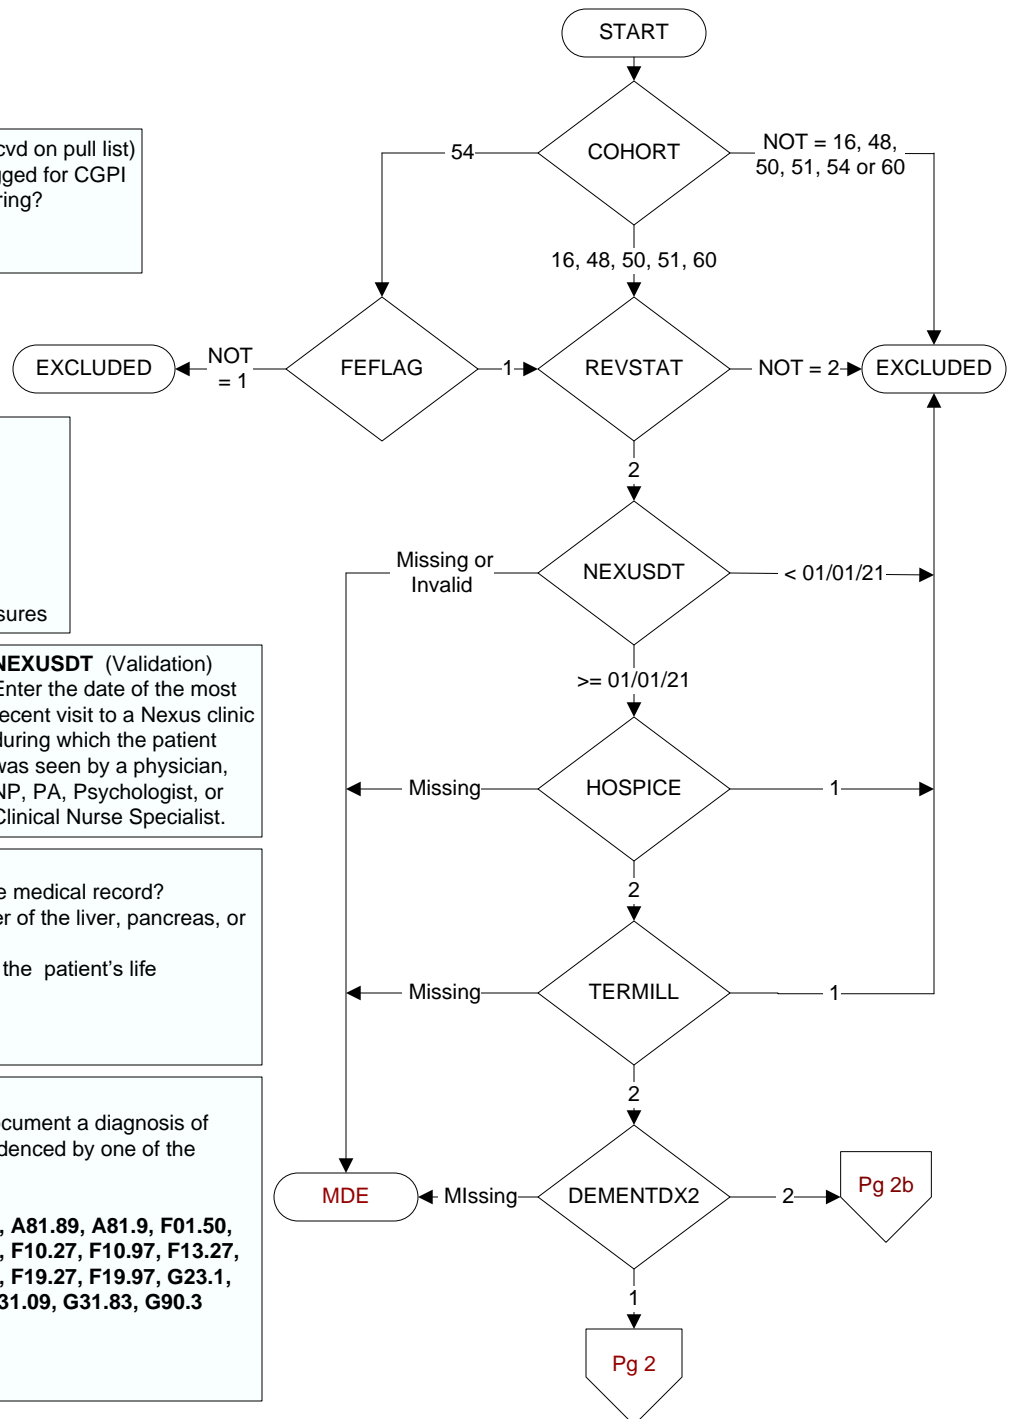 START
cvd on pull list)
gged for CGPI
ring?
COHORT
54
NOT = 16, 48,
50, 51, 54 or 60
16, 48, 50, 51, 60
EXCLUDED
NOT
= 1
FEFLAG
1
REVSTAT
NOT = 2
EXCLUDED
2
sures
Missing or
Invalid
NEXUSDT
< 01/01/21
>= 01/01/21
NEXUSDT (Validation)
Enter the date of the most
recent visit to a Nexus clinic
during which the patient
was seen by a physician,
NP, PA, Psychologist, or
Clinical Nurse Specialist.
Missing
HOSPICE
1
2
e medical record?
er of the liver, pancreas, or
the patient's life
Missing
TERMILL
1
2
ocument a diagnosis of
idenced by one of the
, A81.89, A81.9, F01.50,
, F10.27, F10.97, F13.27,
, F19.27, F19.97, G23.1,
31.09, G31.83, G90.3
MDE
MIssing
DEMENTDX2
2
Pg 2b
1
Pg 2